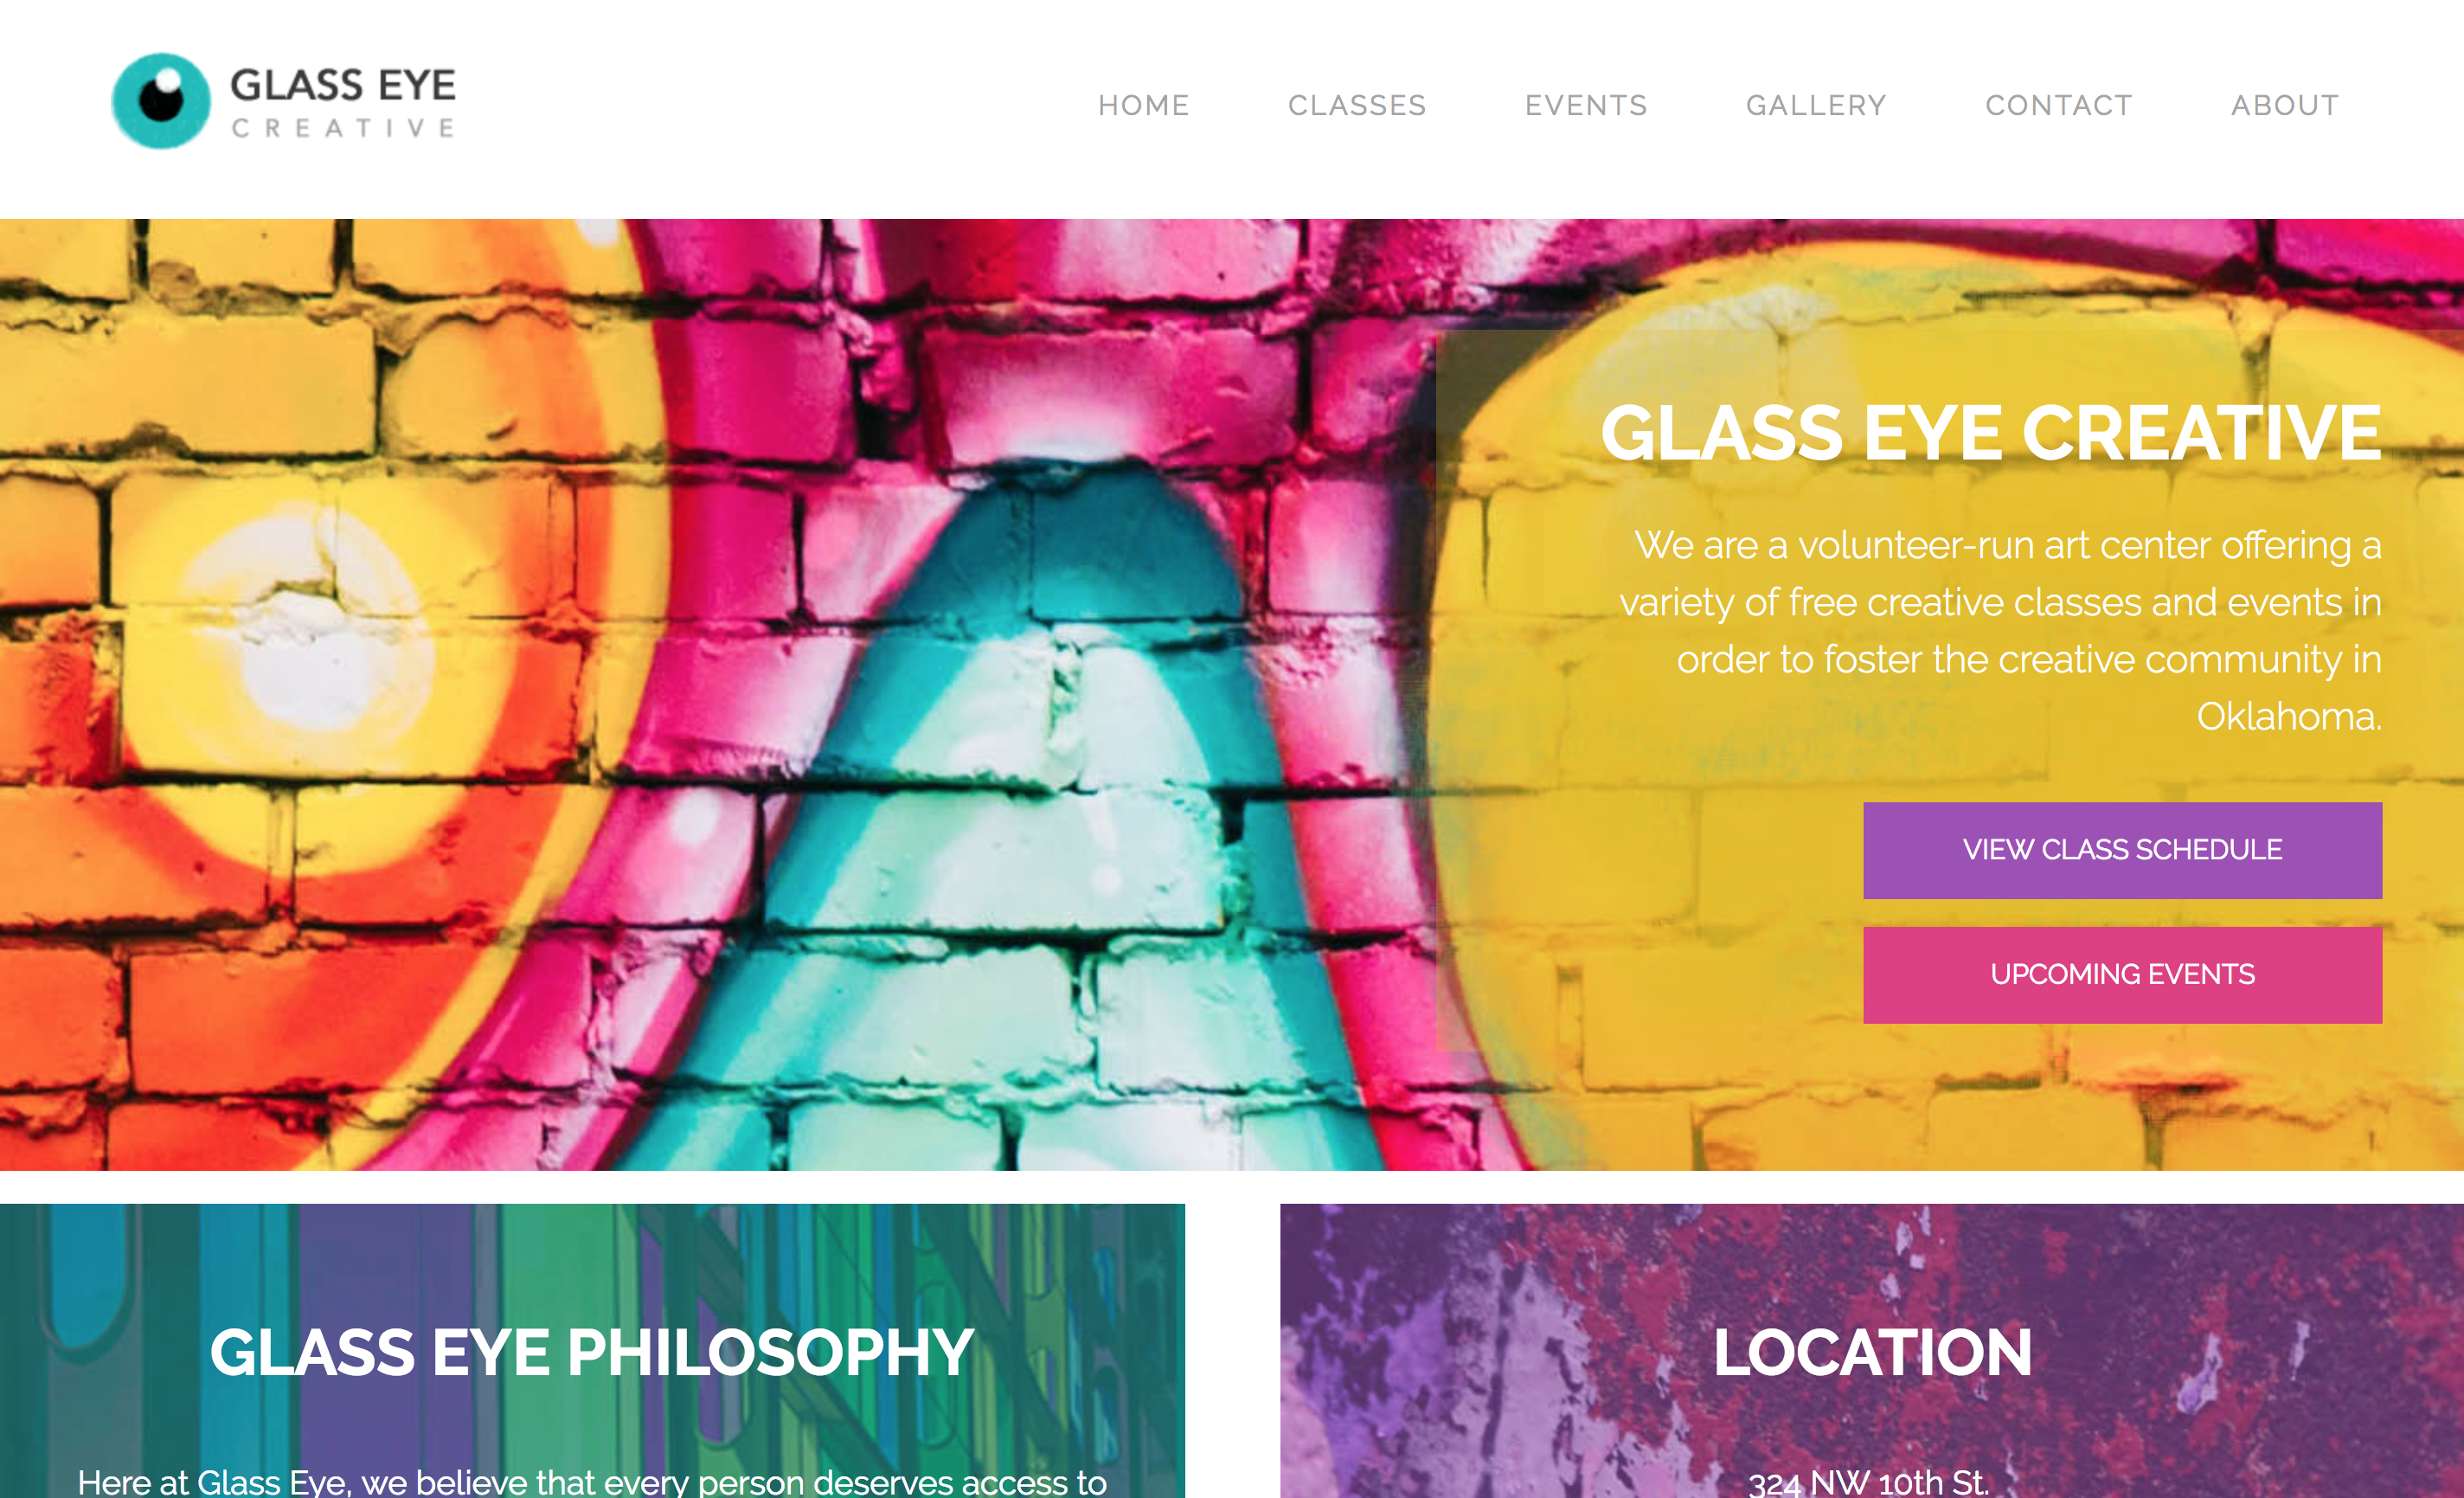 GLASS EYE
CREATIVE
HOME CLASSES EVENTS GALLERY CONTACT ABOUT
GLASS EYE CREATIVE
We are a volunteer-run art center offering a
variety of free creative classes and events in
order to foster the creative community in
Oklahoma.
VIEW CLASS SCHEDULE
UPCOMING EVENTS
GLASS EYE PHILOSOPHY
Here at Glass Eye, we believe that every person deserves access to
LOCATION
324 NW 10th St.